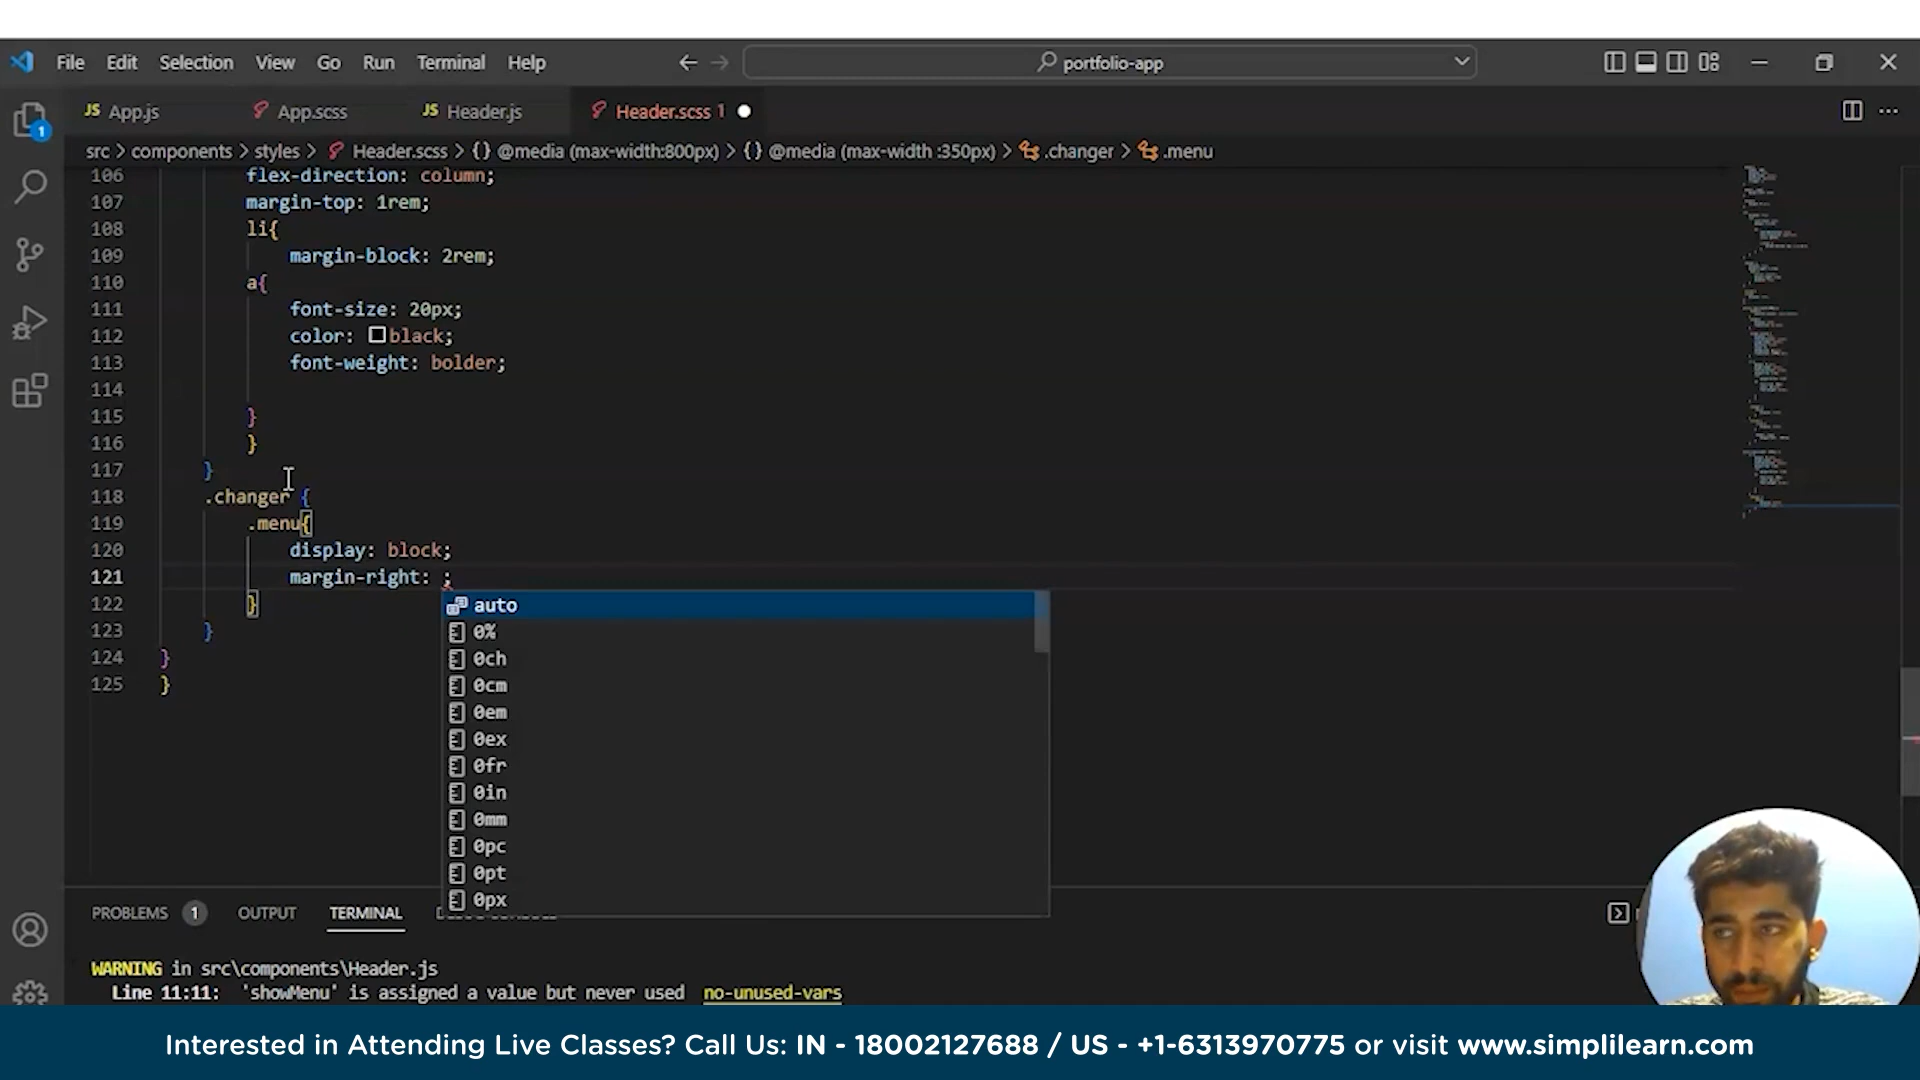 File Edit Selection View Go Run Terminal Help portfolio-app
1
JS App.js App.scss JS Header.js Header.scss 1
src > components > styles > Header.scss > {} @media (max-width:800px) > {} @media (max-width :350px) > .changer > .menu
106 flex-direction: column;
107 margin-top: 1rem;
108 li{
109 margin-block: 2rem;
110 a{
111 font-size: 20px;
112 color: black;
113 font-weight: bolder;
114
115 }
116 }
117 }
118 .changer {
119 .menu{
120 display: block;
121 margin-right: ;
122 }
123 }
124 }
125 }
auto
0%
0ch
0cm
0em
0ex
0fr
0in
0mm
0pc
0pt
0px
PROBLEMS 1 OUTPUT TERMINAL
WARNING in src\components\Header.js
Line 11:11: 'showMenu' is assigned a value but never used no-unused-vars
Interested in Attending Live Classes? Call Us: IN - 18002127688 / US - +1-6313970775 or visit www.simplilearn.com